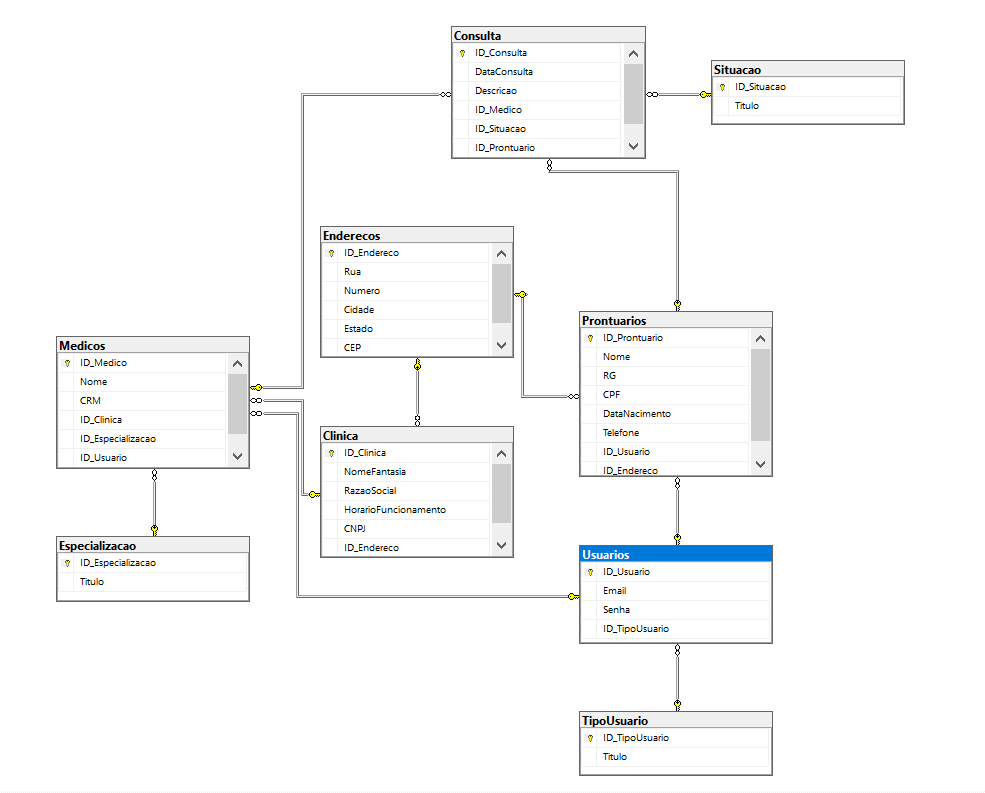 Consulta
ID_Consulta
DataConsulta
Descricao
ID_Medico
ID_Situacao
ID_Prontuario
Situacao
ID_Situacao
Titulo
Enderecos
ID_Endereco
Rua
Numero
Cidade
Estado
CEP
Prontuarios
ID_Prontuario
Nome
RG
CPF
DataNacimento
Telefone
ID_Usuario
ID_Endereco
Medicos
ID_Medico
Nome
CRM
ID_Clinica
ID_Especializacao
ID_Usuario
Clinica
ID_Clinica
NomeFantasia
RazaoSocial
HorarioFuncionamento
CNPJ
ID_Endereco
Especializacao
ID_Especializacao
Titulo
Usuarios
ID_Usuario
Email
Senha
ID_TipoUsuario
TipoUsuario
ID_TipoUsuario
Titulo